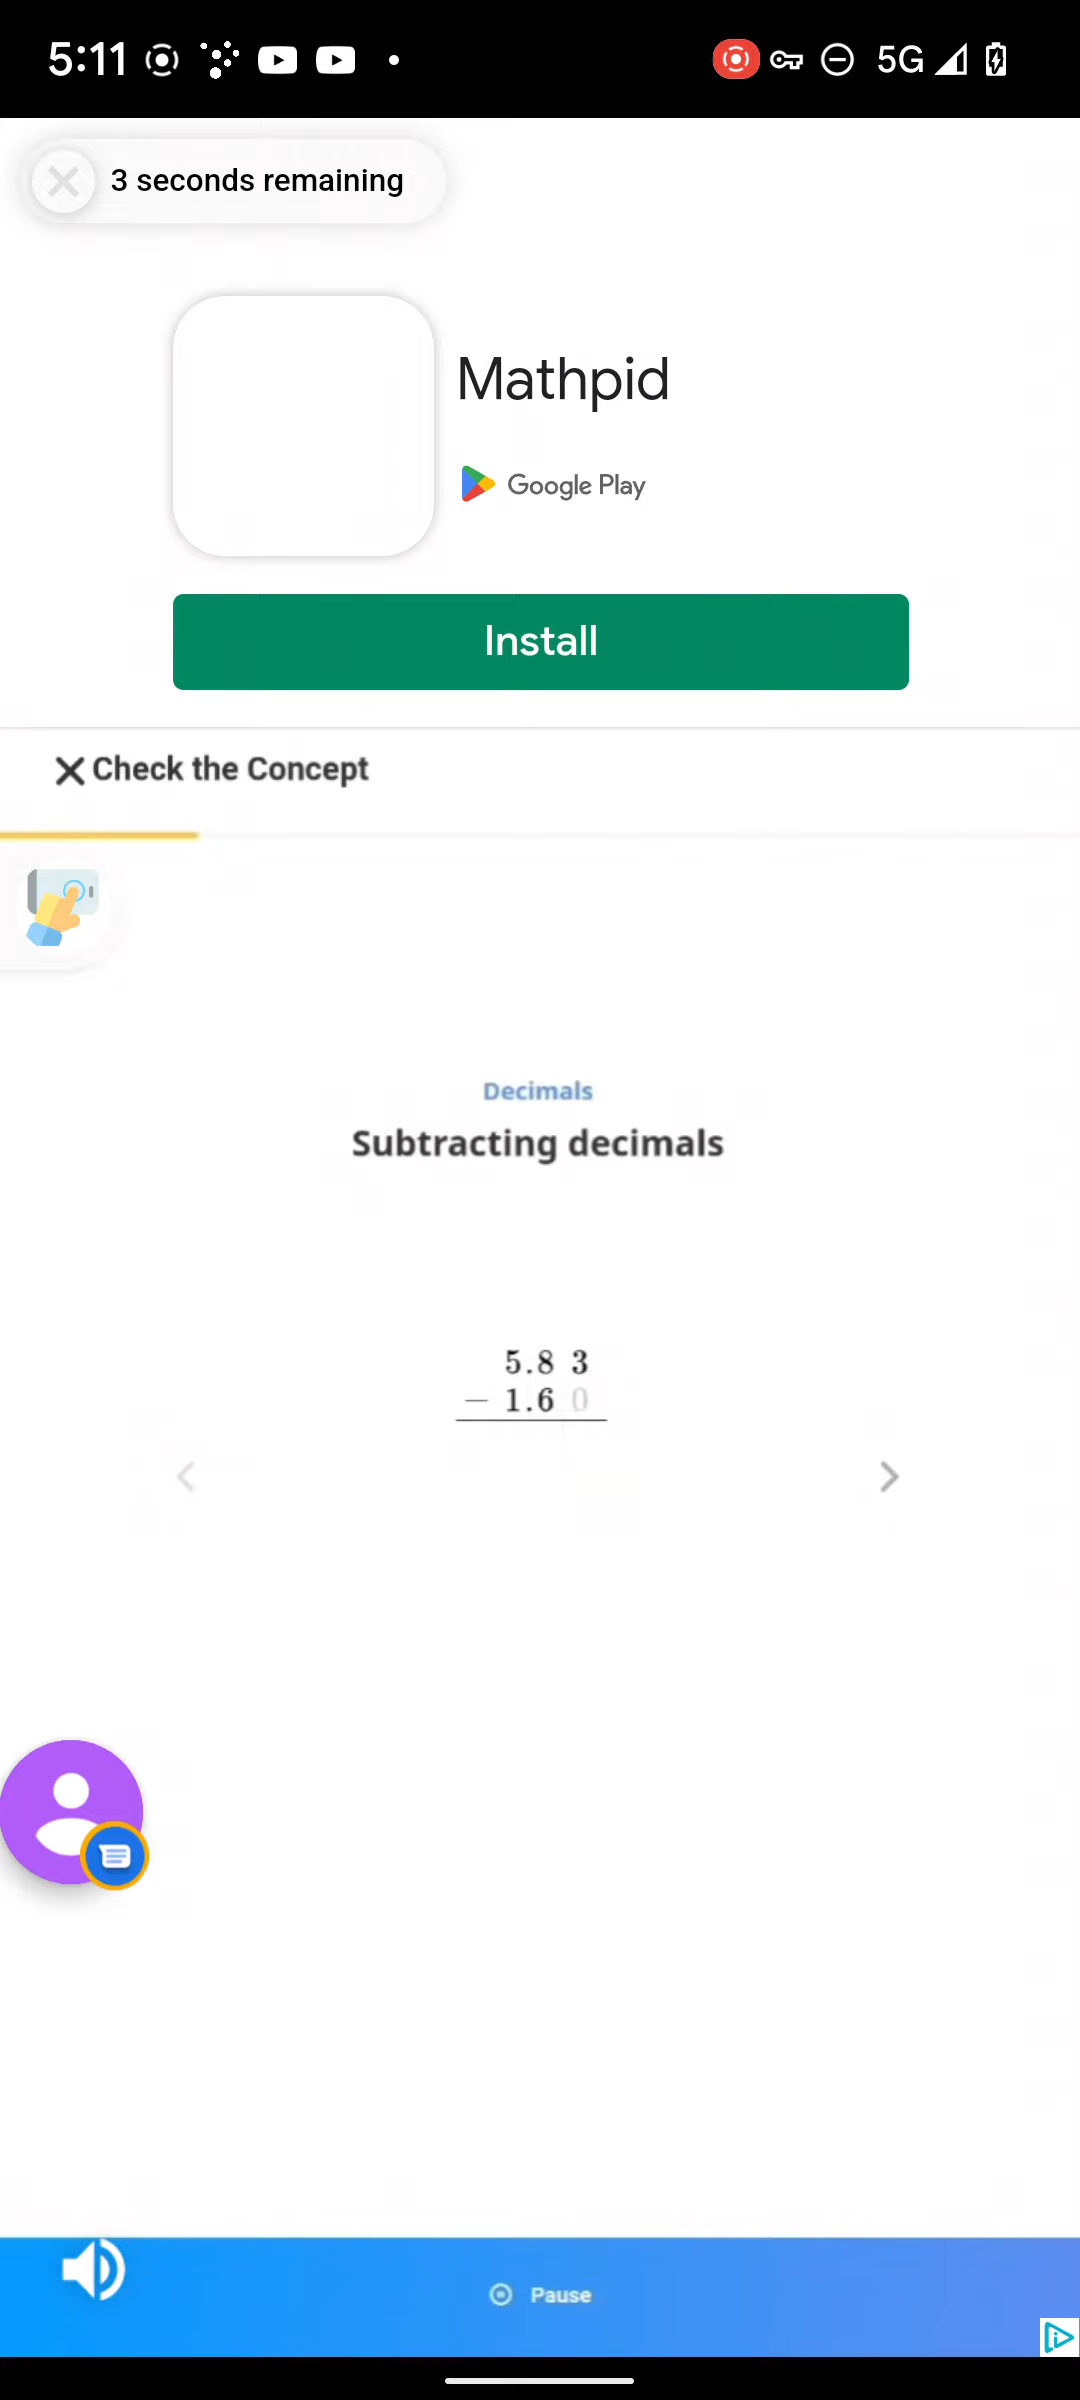 5:11 5G
3 seconds remaining
Mathpid
Google Play
Install
Check the Concept
Decimals
Subtracting decimals
5.8 3
− 1.6 0
Pause